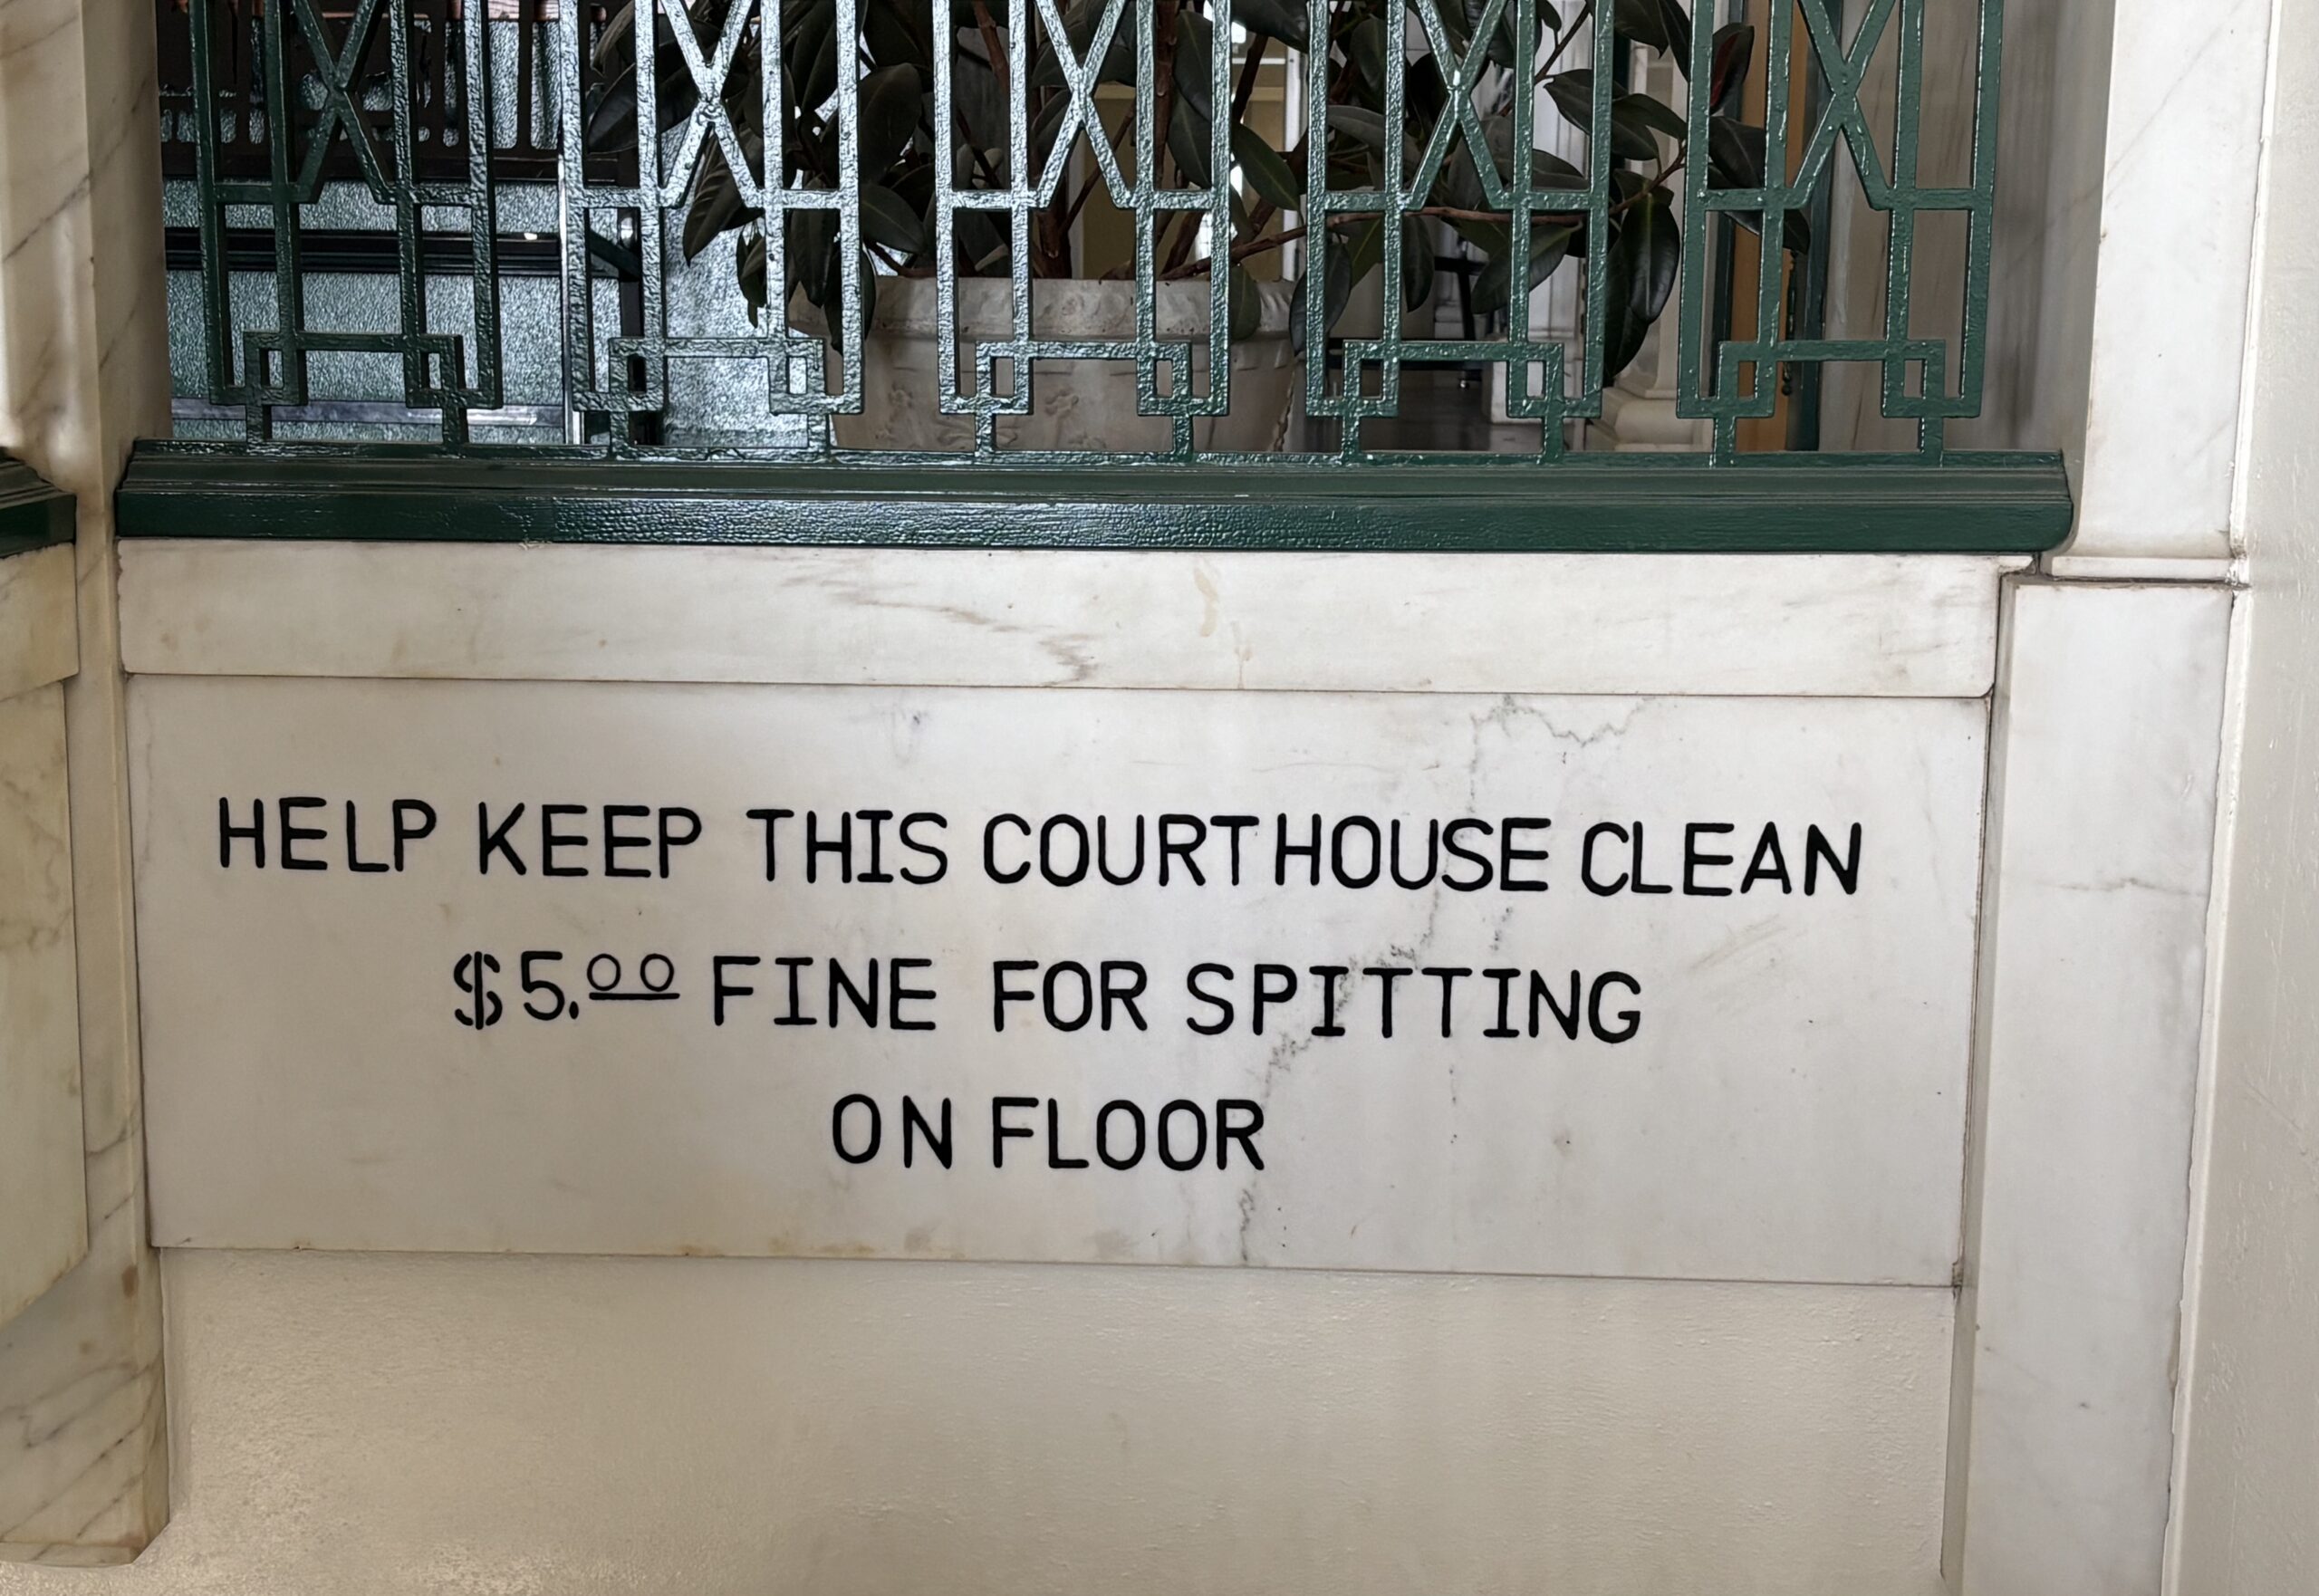 HELP KEEP THIS COURTHOUSE CLEAN
$5.00 FINE FOR SPITTING
ON FLOOR